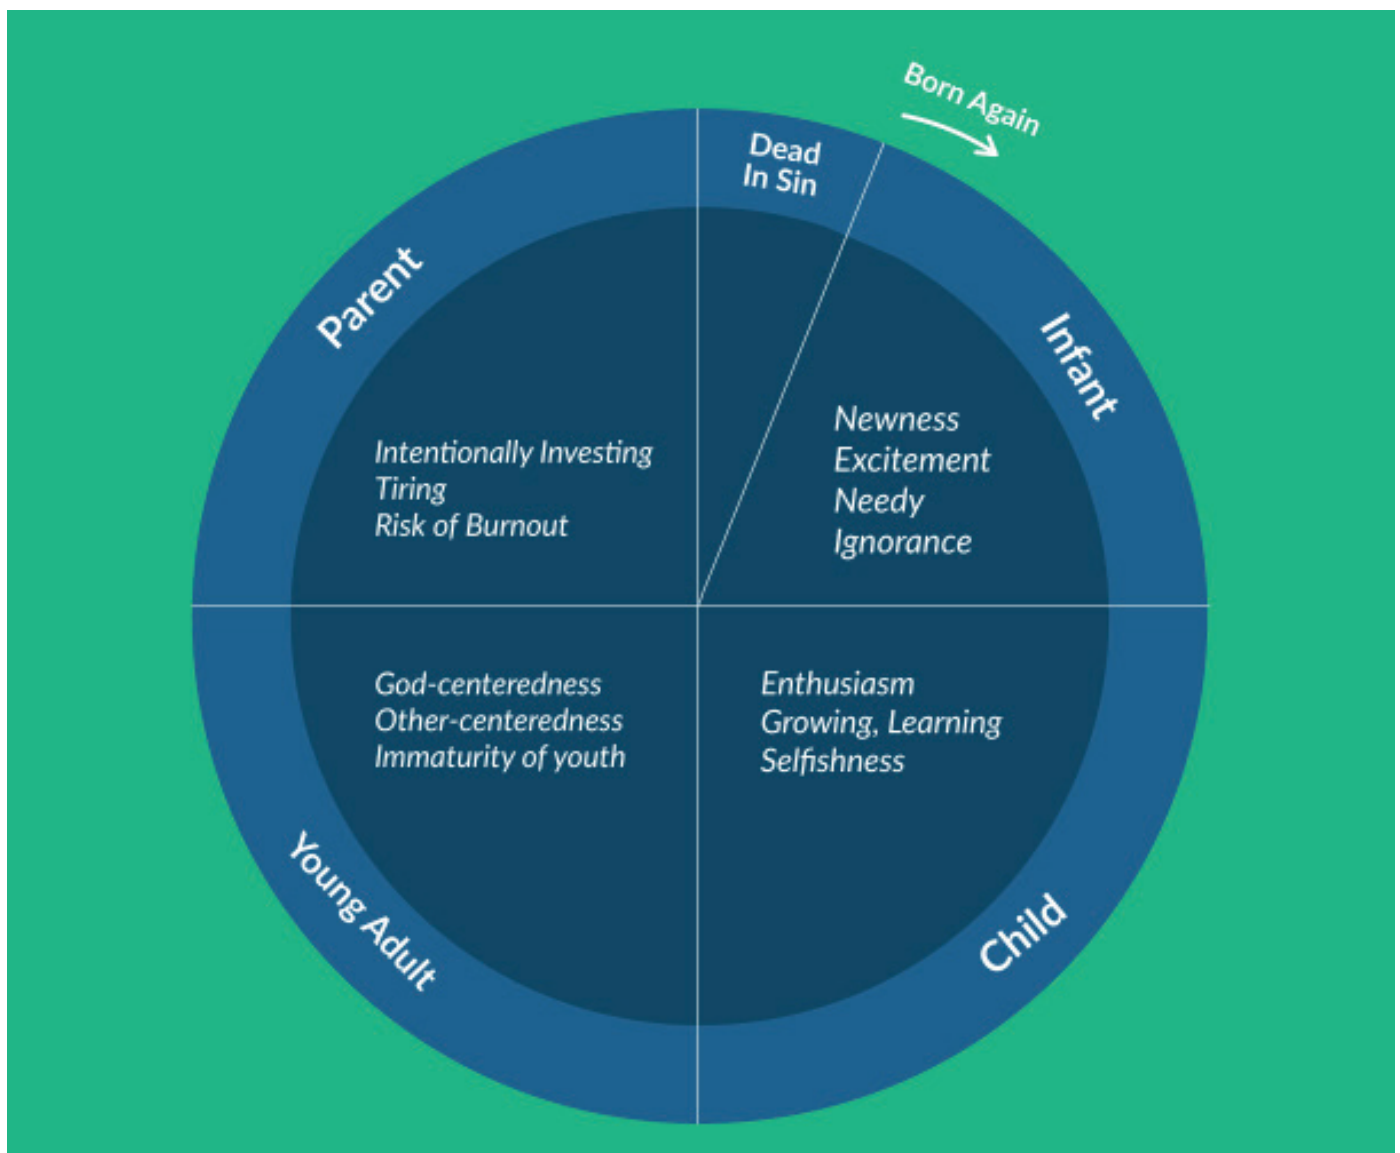 Born Again
Dead
In Sin
Infant
Newness
Excitement
Needy
Ignorance
Child
Enthusiasm
Growing, Learning
Selfishness
Young Adult
God-centeredness
Other-centeredness
Immaturity of youth
Parent
Intentionally Investing
Tiring
Risk of Burnout